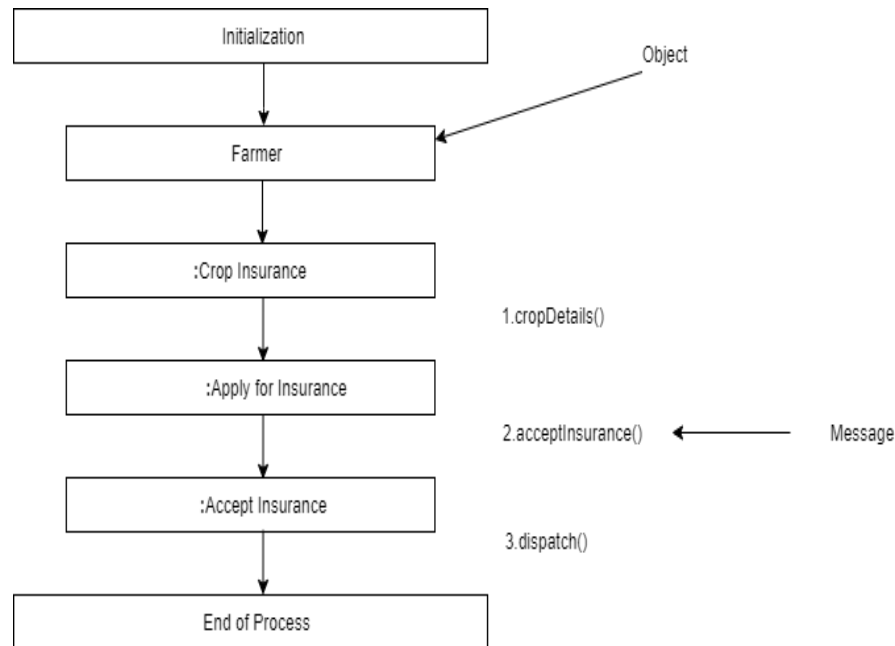 Initialization
Object
Farmer
:Crop Insurance
1.cropDetails()
:Apply for Insurance
2.acceptInsurance()
Message
:Accept Insurance
3.dispatch()
End of Process